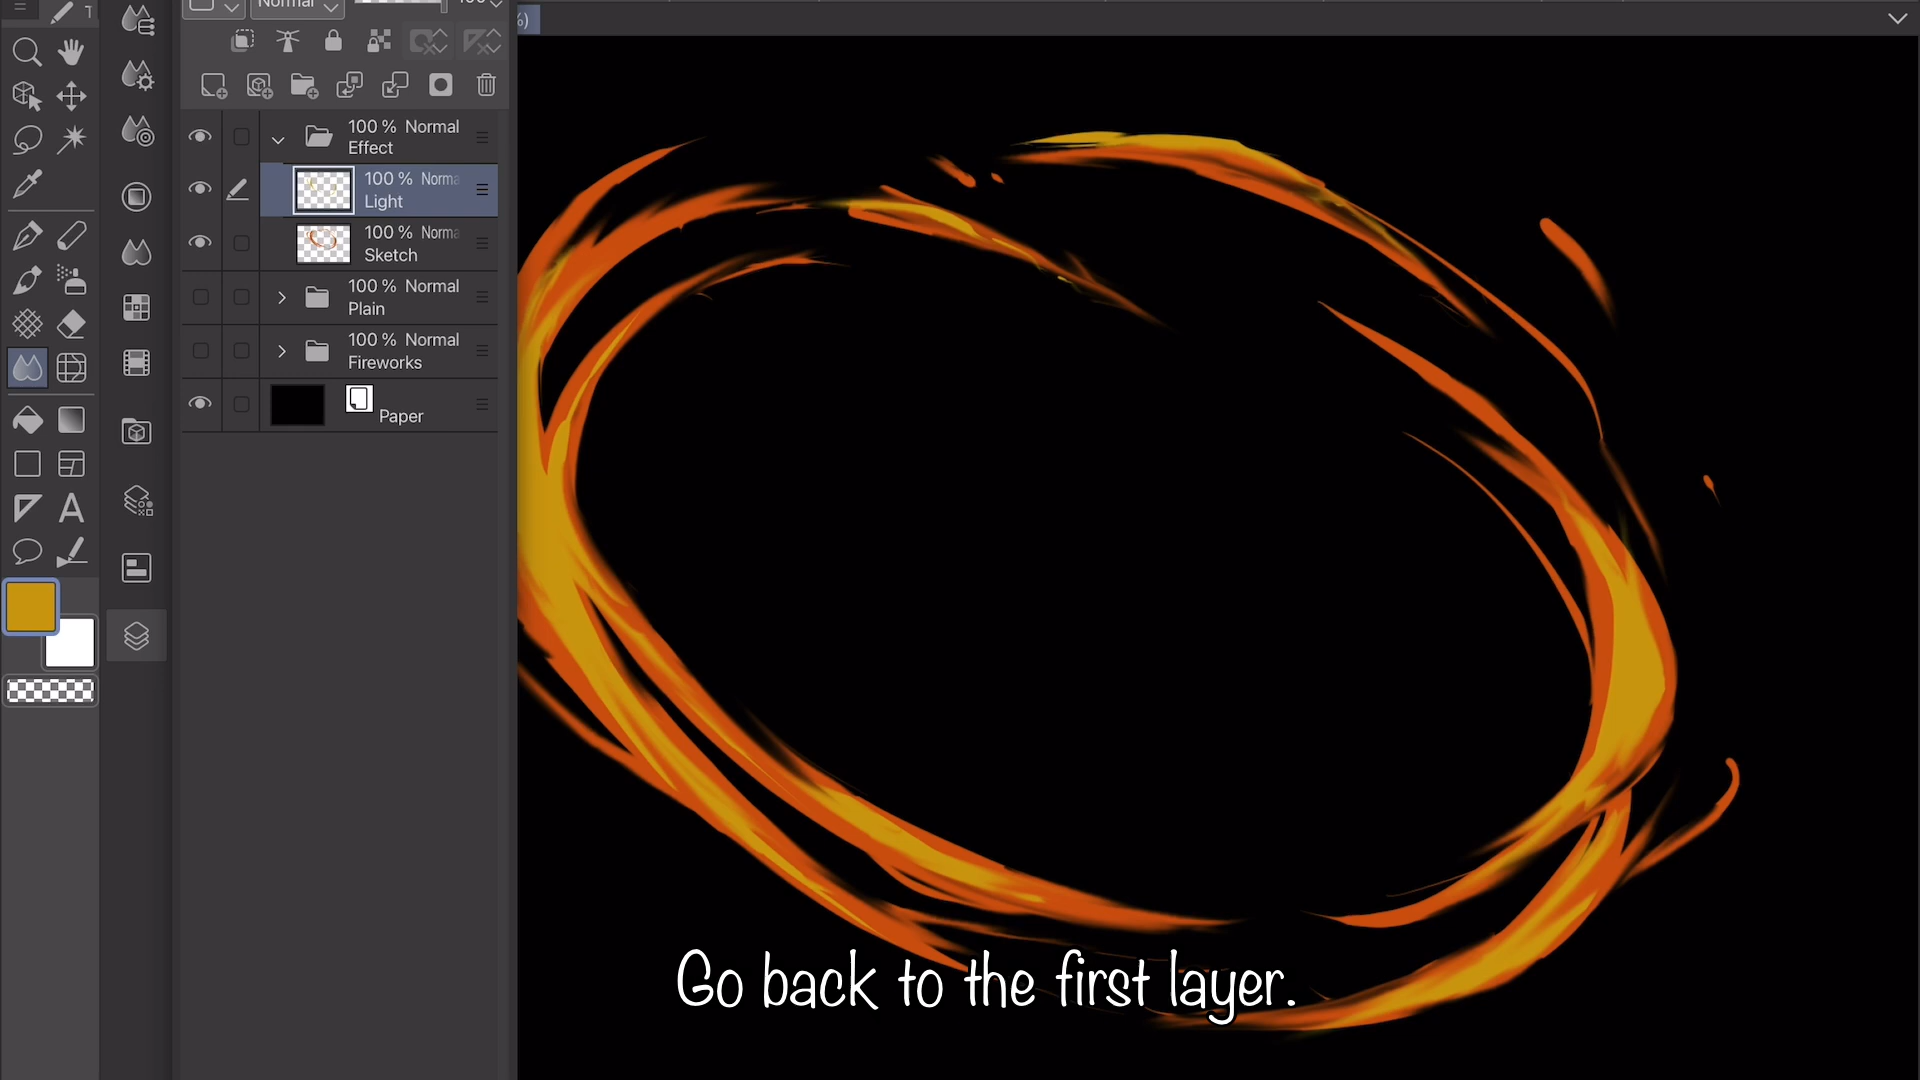 Normal
100 % Normal
Effect
100 % Norma
Light
100 % Norma
Sketch
100 % Normal
Plain
100 % Normal
Fireworks
Paper
Go back to the first layer.